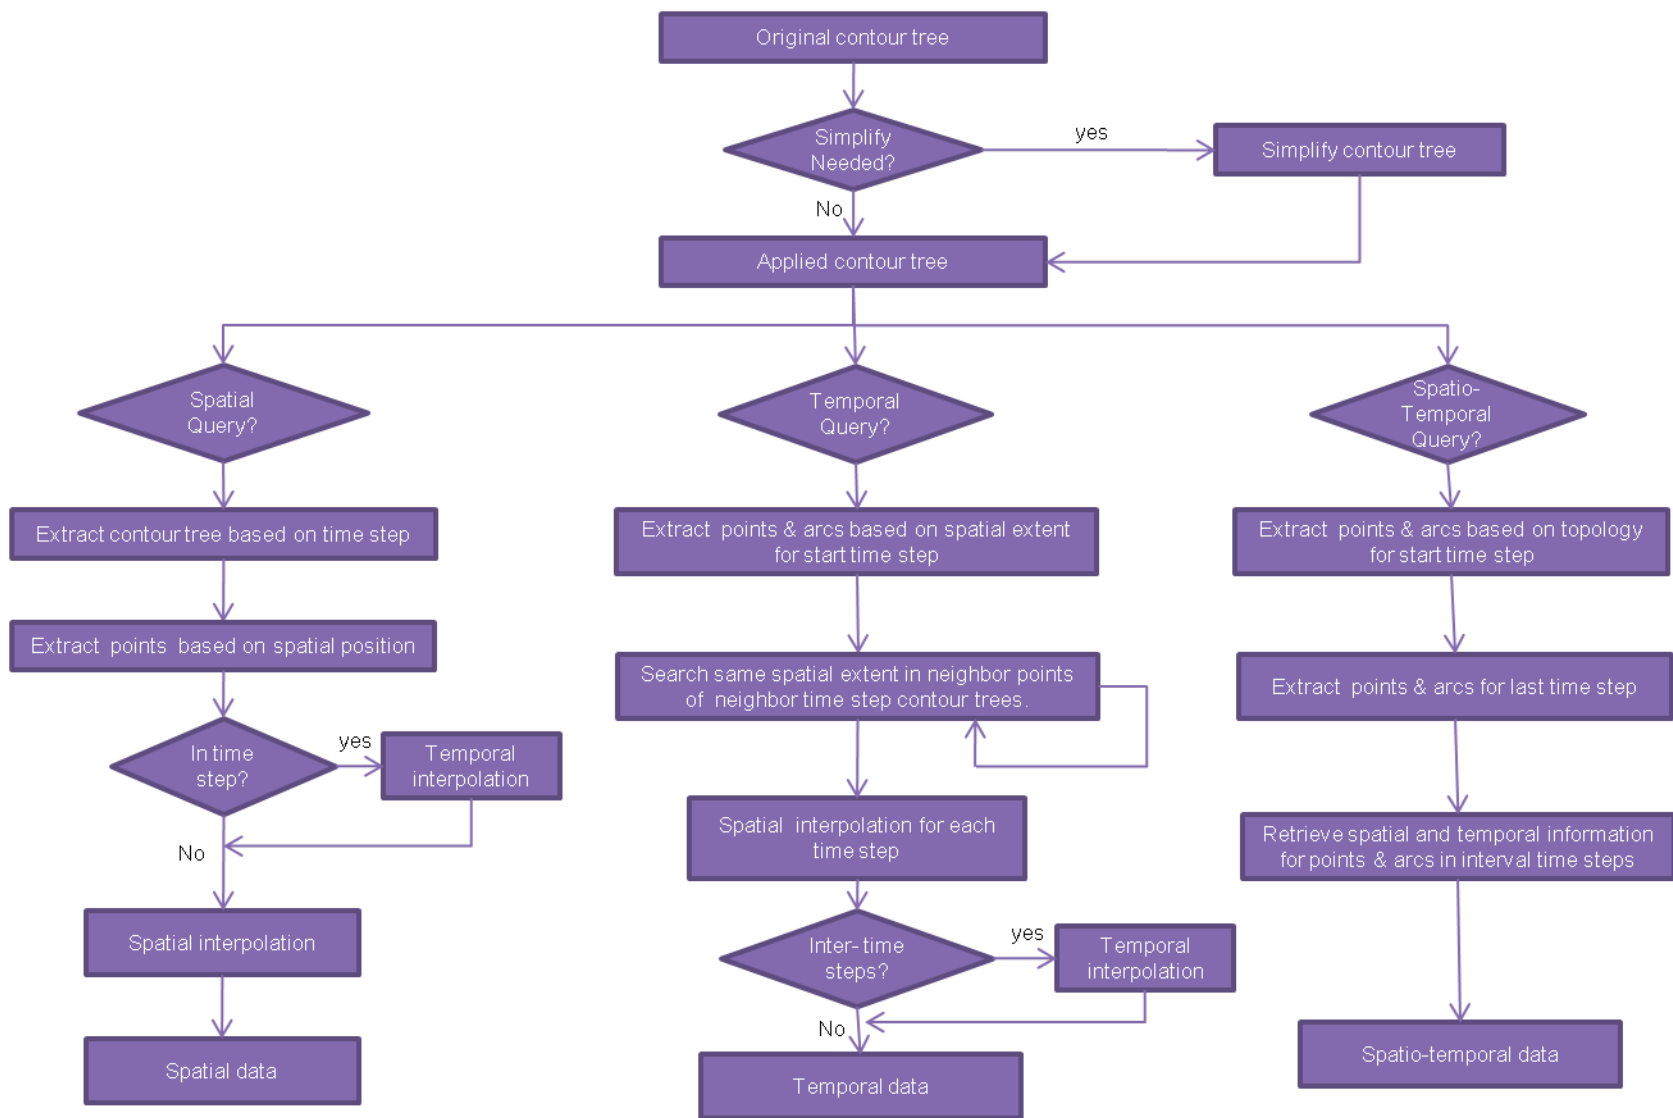 Original contour tree
Simplify
Needed?
yes
Simplify contour tree
No
Applied contour tree
Spatial
Query?
Temporal
Query?
Spatio-
Temporal
Query?
Extract contour tree based on time step
Extract points & arcs based on spatial extent
for start time step
Extract points & arcs based on topology
for start time step
Extract points based on spatial position
Search same spatial extent in neighbor points
of neighbor time step contour trees.
Extract points & arcs for last time step
In time
step?
yes
Temporal
interpolation
No
Spatial interpolation for each
time step
Retrieve spatial and temporal information
for points & arcs in interval time steps
Spatial interpolation
Inter- time
steps?
yes
Temporal
interpolation
No
Spatial data
Temporal data
Spatio-temporal data